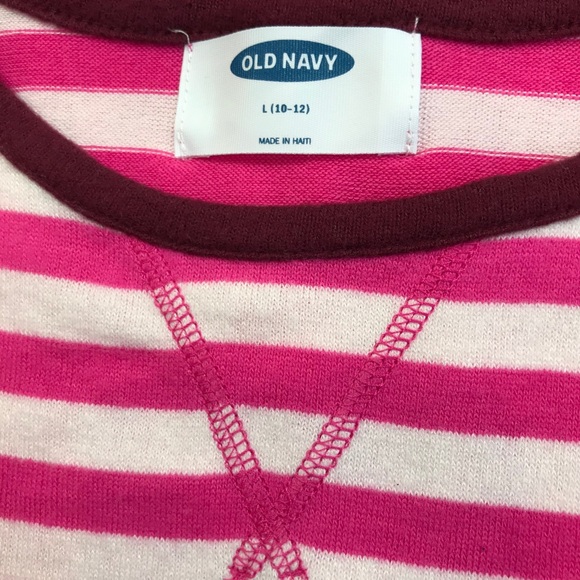 OLD NAVY
L (10-12)
MADE IN HAITI